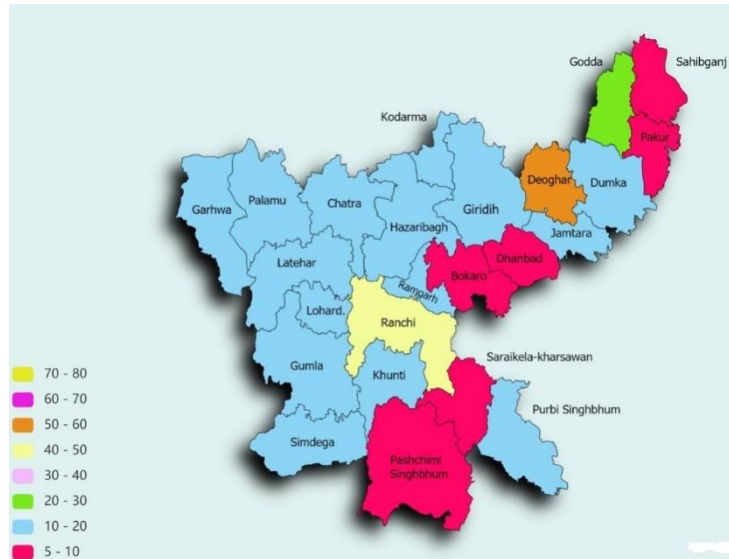 Godda
Sahibganj
Kodarma
Pakur
Deoghar
Dumka
Garhwa
Palamu
Chatra
Giridih
Hazaribagh
Jamtara
Latehar
Dhanbad
Bokaro
Ramgarh
Lohard.
Ranchi
Saraikela-kharsawan
Gumla
Khunti
Purbi Singhbhum
Simdega
Pashchimi
Singhbhum
70 - 80
60 - 70
50 - 60
40 - 50
30 - 40
20 - 30
10 - 20
5 - 10